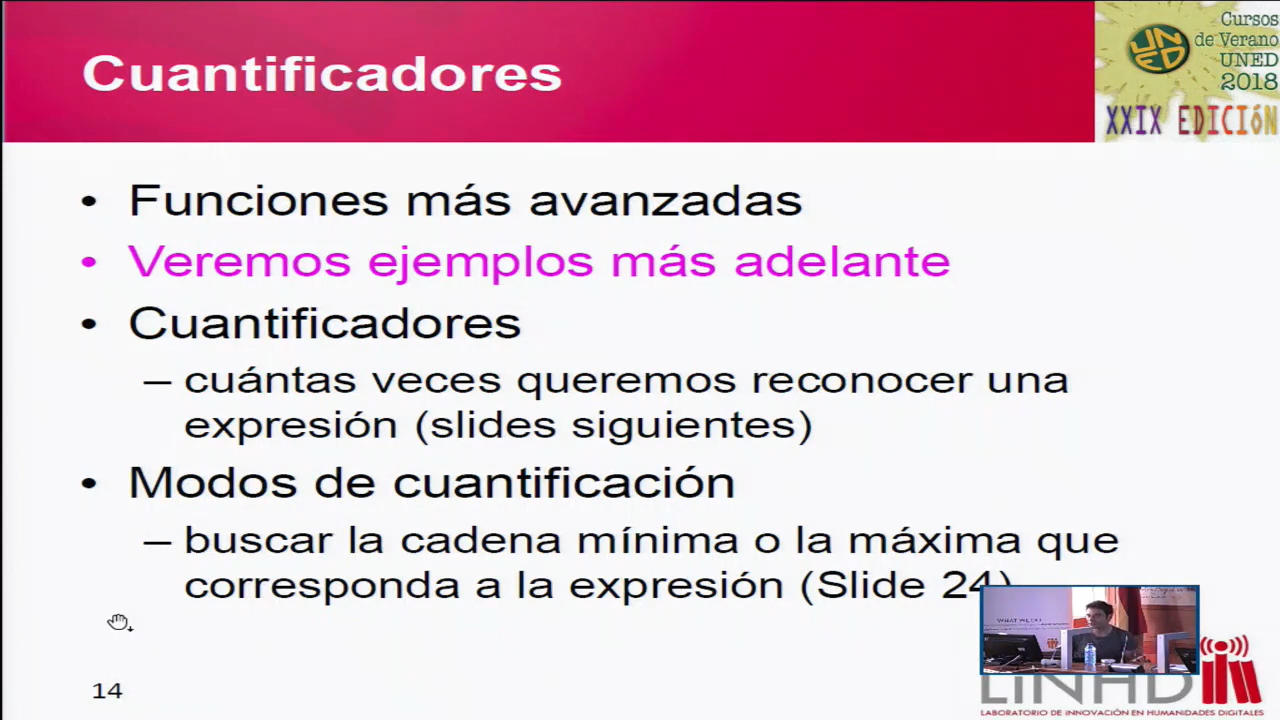 Cuantificadores
Cursos
de Verano
UNED
2018
UNED
XXIX EDICIÓN
• Funciones más avanzadas
• Veremos ejemplos más adelante
• Cuantificadores
– cuántas veces queremos reconocer una
expresión (slides siguientes)
• Modos de cuantificación
– buscar la cadena mínima o la máxima que
corresponda a la expresión (Slide 24)
14
LINHD
LABORATORIO DE INNOVACIÓN EN HUMANIDADES DIGITALES